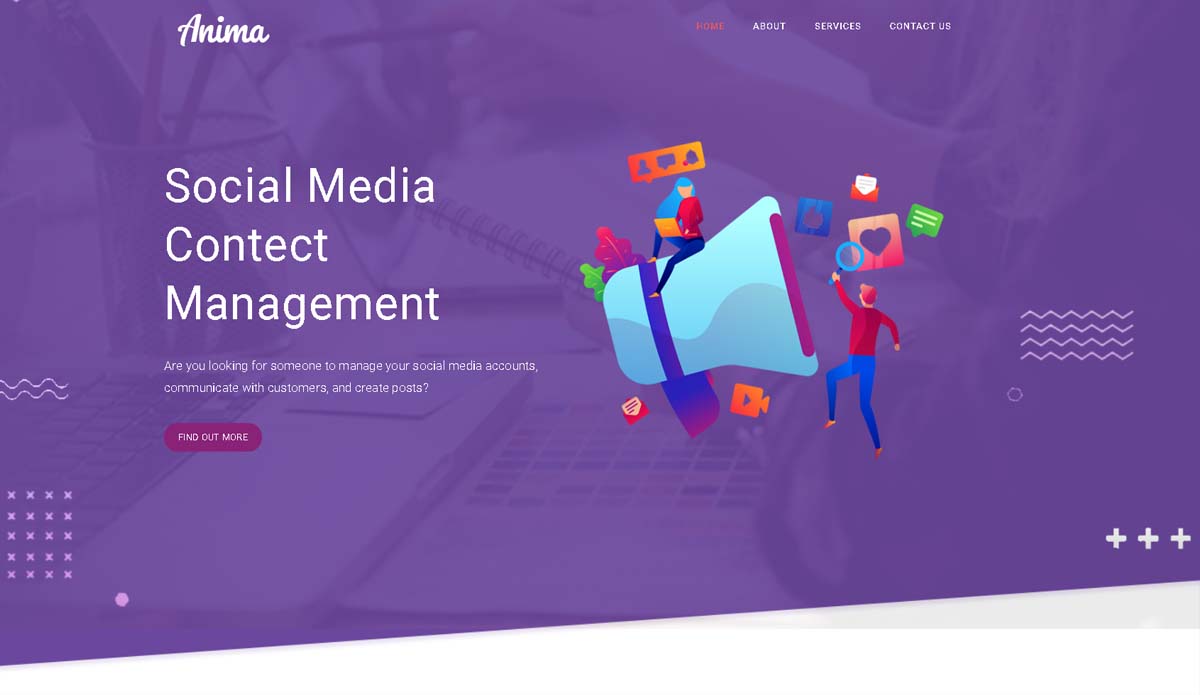 Anima
HOME ABOUT SERVICES CONTACT US
Social Media
Contect
Management
Are you looking for someone to manage your social media accounts,
communicate with customers, and create posts?
FIND OUT MORE